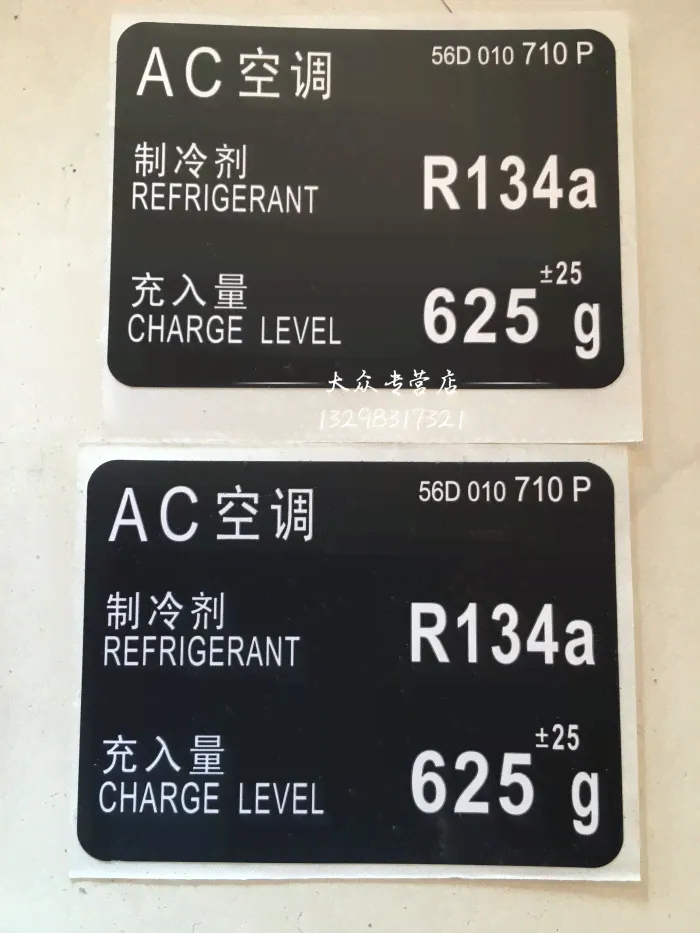 AC空调 56D 010 710 P
制冷剂
REFRIGERANT R134a
充入量 ±25
CHARGE LEVEL 625 g
大众专营店
13298317321
AC空调 56D 010 710 P
制冷剂
REFRIGERANT R134a
充入量 ±25
CHARGE LEVEL 625 g